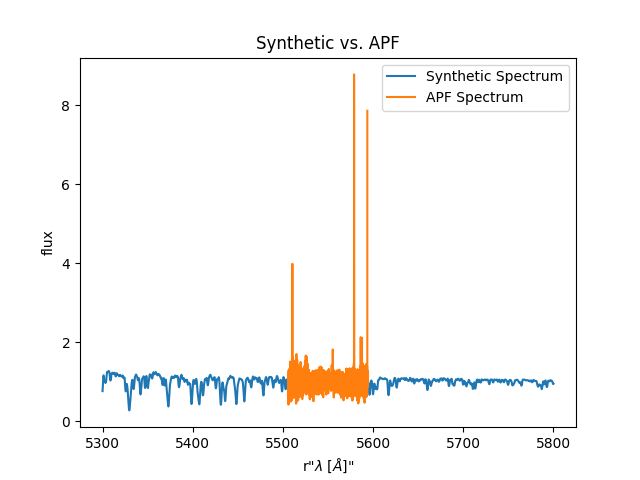 Synthetic vs. APF
Synthetic Spectrum
APF Spectrum
flux
8
6
4
2
0
5300 5400 5500 5600 5700 5800
r"λ [Å]"